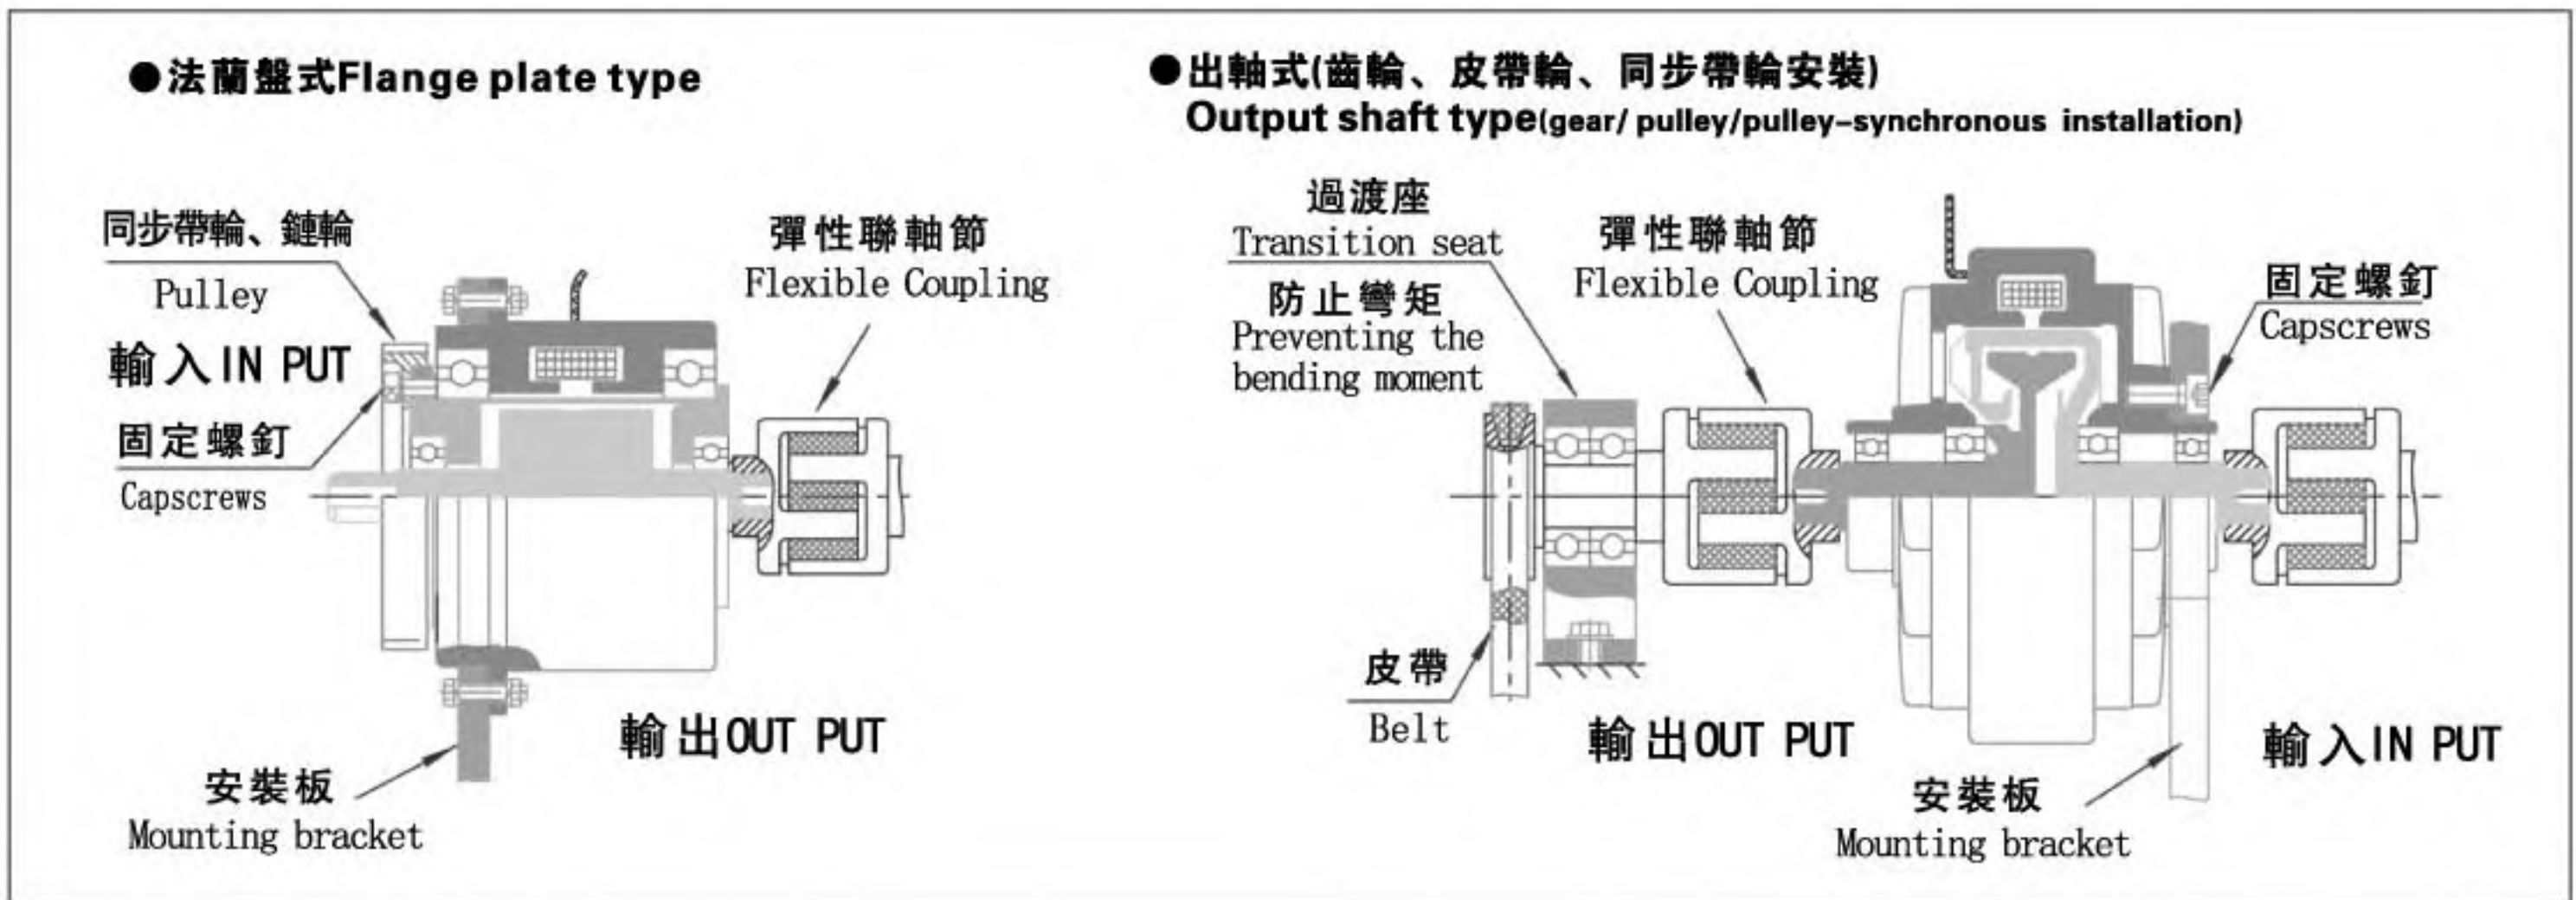 ●法蘭盤式Flange plate type
同步帶輪、鏈輪
Pulley
輸入IN PUT
固定螺釘
Capscrews
彈性聯軸節
Flexible Coupling
輸出OUT PUT
安裝板
Mounting bracket
●出軸式(齒輪、皮帶輪、同步帶輪安裝)
Output shaft type(gear/ pulley/pulley-synchronous installation)
過渡座
Transition seat
防止彎矩
Preventing the
bending moment
彈性聯軸節
Flexible Coupling
固定螺釘
Capscrews
皮帶
Belt
輸出OUT PUT
輸入IN PUT
安裝板
Mounting bracket